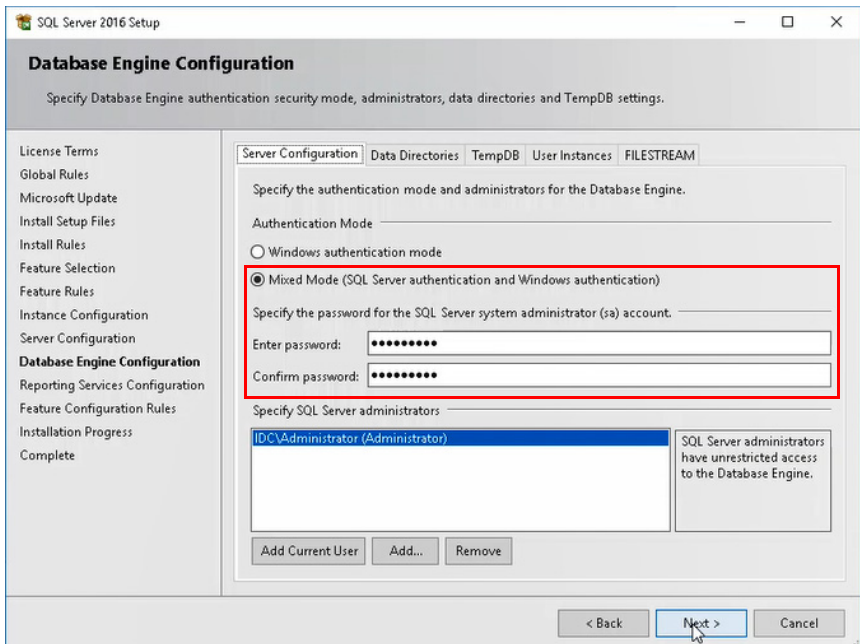 SQL Server 2016 Setup
Database Engine Configuration
Specify Database Engine authentication security mode, administrators, data directories and TempDB settings.
License Terms
Global Rules
Microsoft Update
Install Setup Files
Install Rules
Feature Selection
Feature Rules
Instance Configuration
Server Configuration
Database Engine Configuration
Reporting Services Configuration
Feature Configuration Rules
Installation Progress
Complete
Server Configuration Data Directories TempDB User Instances FILESTREAM
Specify the authentication mode and administrators for the Database Engine.
Authentication Mode
Windows authentication mode
Mixed Mode (SQL Server authentication and Windows authentication)
Specify the password for the SQL Server system administrator (sa) account.
Enter password: •••••••••
Confirm password: •••••••••
Specify SQL Server administrators
IDC\Administrator (Administrator)
SQL Server administrators
have unrestricted access
to the Database Engine.
Add Current User Add... Remove
< Back Next > Cancel